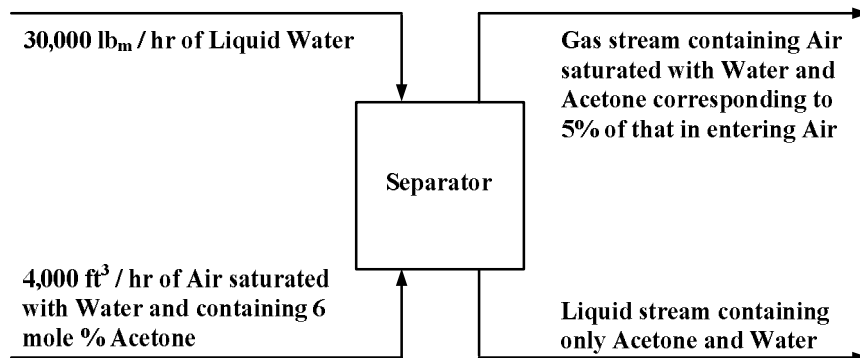 30,000 lbm / hr of Liquid Water
Gas stream containing Air
saturated with Water and
Acetone corresponding to
5% of that in entering Air
Separator
4,000 ft³ / hr of Air saturated
with Water and containing 6
mole % Acetone
Liquid stream containing
only Acetone and Water